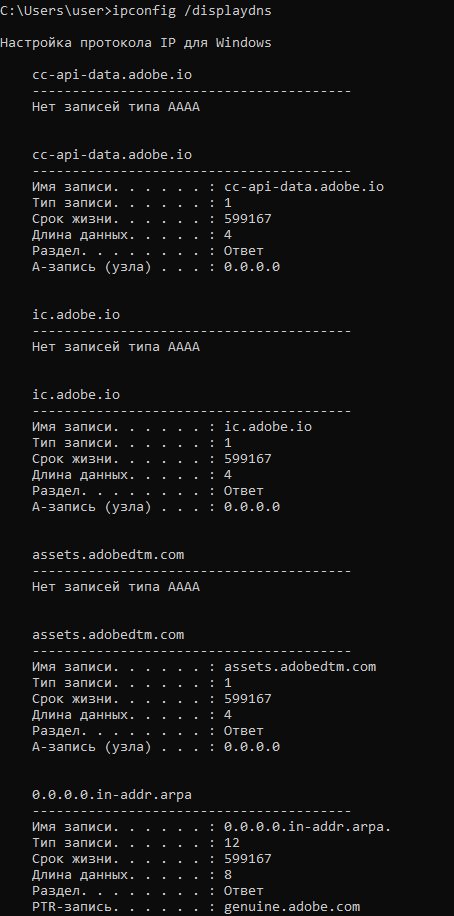 C:\Users\user>ipconfig /displaydns
Настройка протокола IP для Windows
cc-api-data.adobe.io
----------------------------------------
Нет записей типа AAAA
cc-api-data.adobe.io
----------------------------------------
Имя записи. . . . . . : cc-api-data.adobe.io
Тип записи. . . . . . : 1
Срок жизни. . . . . . : 599167
Длина данных. . . . . : 4
Раздел. . . . . . . . : Ответ
А-запись (узла) . . . : 0.0.0.0
ic.adobe.io
----------------------------------------
Нет записей типа AAAA
ic.adobe.io
----------------------------------------
Имя записи. . . . . . : ic.adobe.io
Тип записи. . . . . . : 1
Срок жизни. . . . . . : 599167
Длина данных. . . . . : 4
Раздел. . . . . . . . : Ответ
А-запись (узла) . . . : 0.0.0.0
assets.adobedtm.com
----------------------------------------
Нет записей типа AAAA
assets.adobedtm.com
----------------------------------------
Имя записи. . . . . . : assets.adobedtm.com
Тип записи. . . . . . : 1
Срок жизни. . . . . . : 599167
Длина данных. . . . . : 4
Раздел. . . . . . . . : Ответ
А-запись (узла) . . . : 0.0.0.0
0.0.0.0.in-addr.arpa
----------------------------------------
Имя записи. . . . . . : 0.0.0.0.in-addr.arpa.
Тип записи. . . . . . : 12
Срок жизни. . . . . . : 599167
Длина данных. . . . . : 8
Раздел. . . . . . . . : Ответ
PTR-запись. . . . . . : genuine.adobe.com